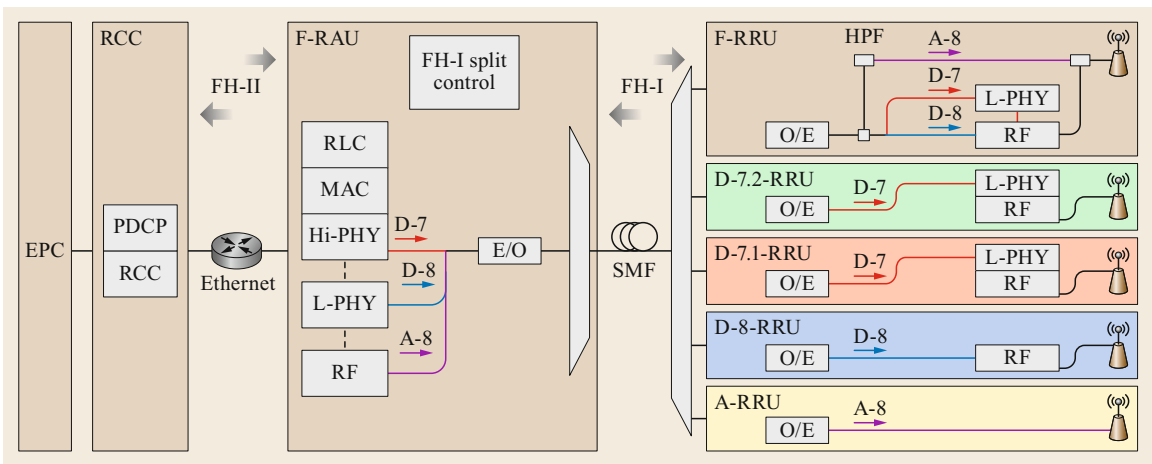 EPC
RCC
PDCP
RCC
FH-II
Ethernet
F-RAU
FH-I split
control
RLC
MAC
Hi-PHY
D-7
L-PHY
D-8
RF
A-8
E/O
FH-I
SMF
F-RRU
HPF
A-8
D-7
L-PHY
D-8
O/E
RF
D-7.2-RRU
D-7
L-PHY
O/E
RF
D-7.1-RRU
D-7
L-PHY
O/E
RF
D-8-RRU
D-8
O/E
RF
A-RRU
A-8
O/E